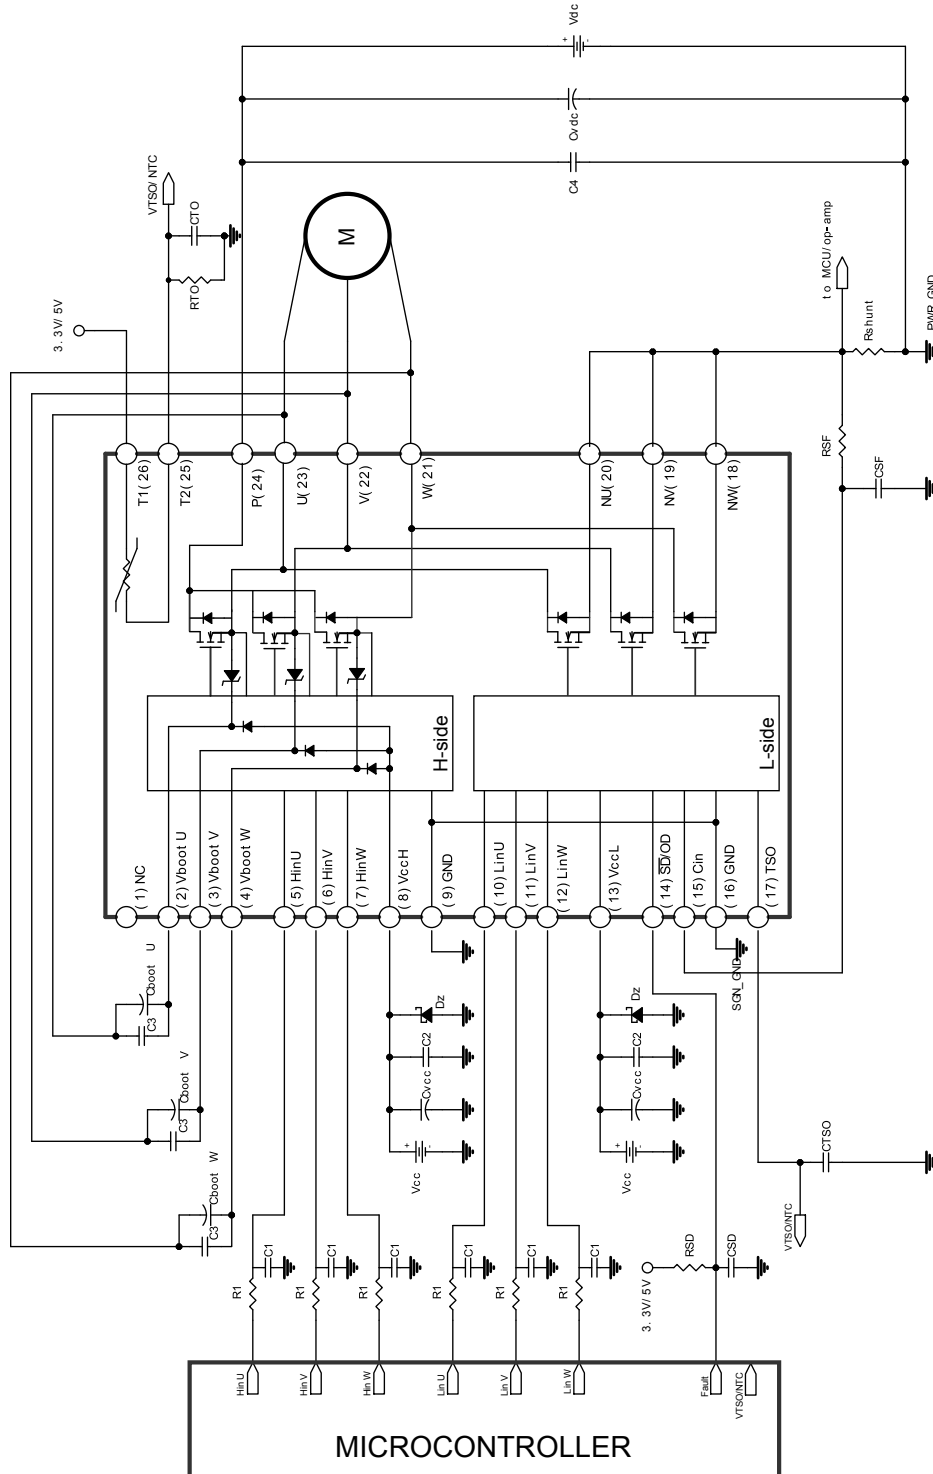 Vdc
+
-
Cvdc
C4
VTSO/ NTC
CTO
RTO
3. 3V/ 5V
M
to MCU/op-amp
Rshunt
PWR_GND
RSF
CSF
T1( 26)
T2( 25)
P( 24)
U( 23)
V( 22)
W( 21)
NU( 20)
NV( 19)
NW( 18)
H-side
L-side
( 1) NC
( 2) Vboot U
( 3) Vboot V
( 4) Vboot W
( 5) HinU
( 6) HinV
( 7) HinW
( 8) VccH
( 9) GND
( 10) LinU
( 11) LinV
( 12) LinW
( 13) VccL
( 14) SD/OD
( 15) Cin
( 16) GND
( 17) TSO
Cboot U
C3
Cboot V
C3
Cboot W
C3
Dz
C2
Cvcc
+
-
Vcc
Dz
C2
Cvcc
+
-
Vcc
SGN_GND
CTSO
VTSO/NTC
R1
C1
R1
C1
R1
C1
R1
C1
R1
C1
R1
C1
3. 3V/ 5V
RSD
CSD
Hin U
Hin V
Hin W
Lin U
Lin V
Lin W
Fault
VTSO/NTC
MICROCONTROLLER